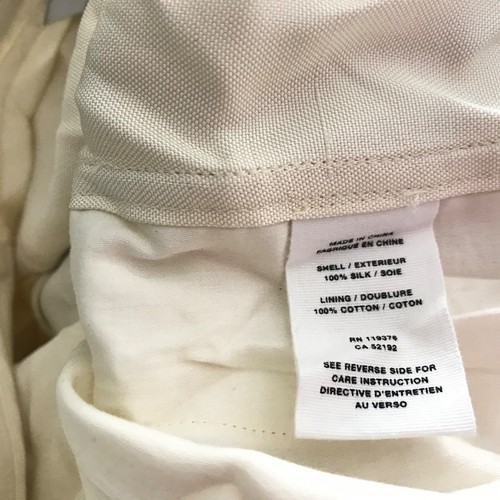 MADE IN CHINA
FABRIQUE EN CHINE
SHELL / EXTERIEUR
100% SILK / SOIE
LINING / DOUBLURE
100% COTTON / COTON
RN 119376
CA 52192
SEE REVERSE SIDE FOR
CARE INSTRUCTION
DIRECTIVE D'ENTRETIEN
AU VERSO